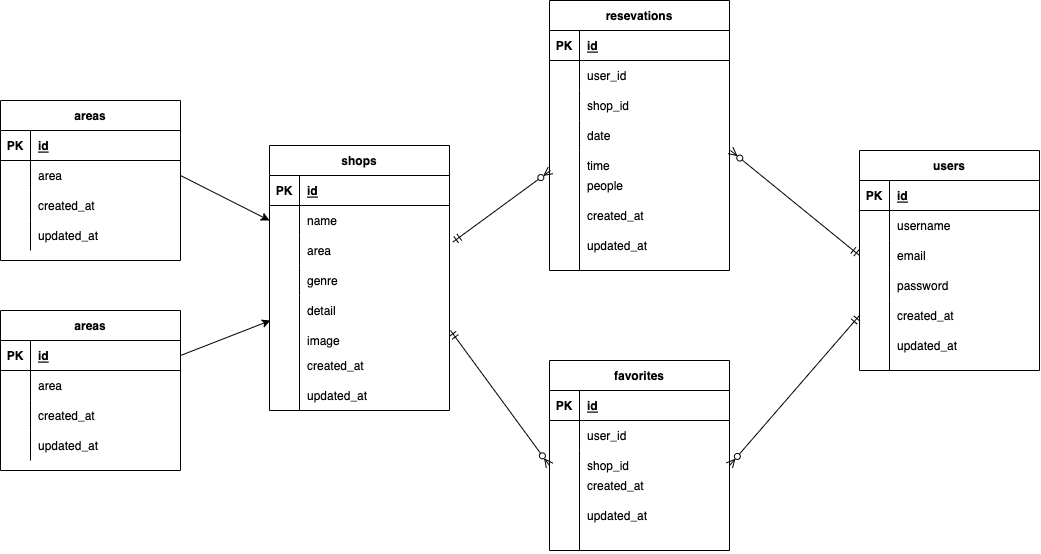 areas
PK id
area
created_at
updated_at
areas
PK id
area
created_at
updated_at
shops
PK id
name
area
genre
detail
image
created_at
updated_at
resevations
PK id
user_id
shop_id
date
time
people
created_at
updated_at
favorites
PK id
user_id
shop_id
created_at
updated_at
users
PK id
username
email
password
created_at
updated_at